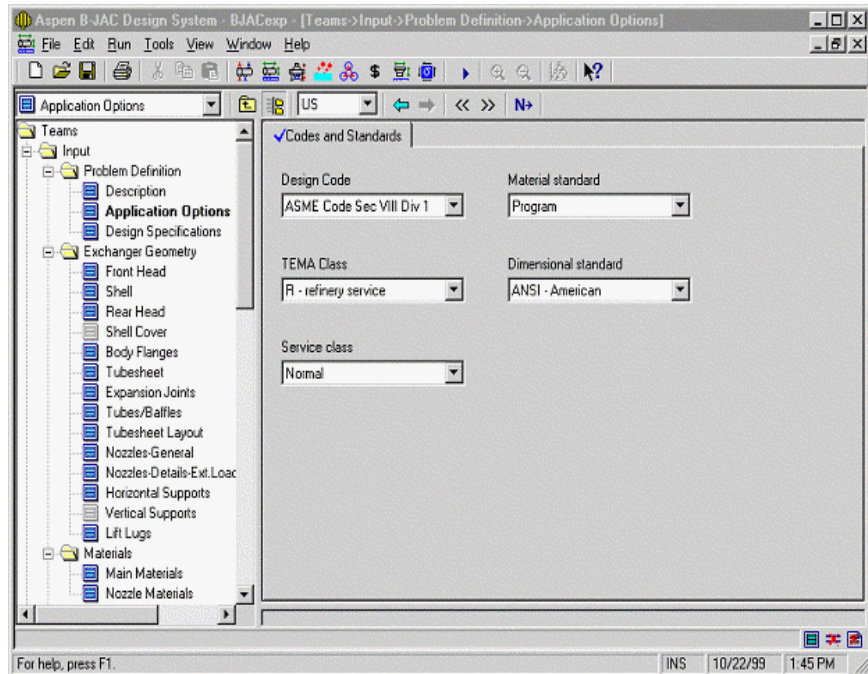 Aspen B-JAC Design System - BJACexp - [Teams->Input->Problem Definition->Application Options]
File Edit Run Tools View Window Help
Application Options
US
N→
Teams
Input
Problem Definition
Description
Application Options
Design Specifications
Exchanger Geometry
Front Head
Shell
Rear Head
Shell Cover
Body Flanges
Tubesheet
Expansion Joints
Tubes/Baffles
Tubesheet Layout
Nozzles-General
Nozzles-Details-Ext.Loac
Horizontal Supports
Vertical Supports
Lift Lugs
Materials
Main Materials
Nozzle Materials
Codes and Standards
Design Code
Material standard
ASME Code Sec VIII Div 1
Program
TEMA Class
Dimensional standard
R - refinery service
ANSI - American
Service class
Normal
For help, press F1.
INS
10/22/99
1:45 PM